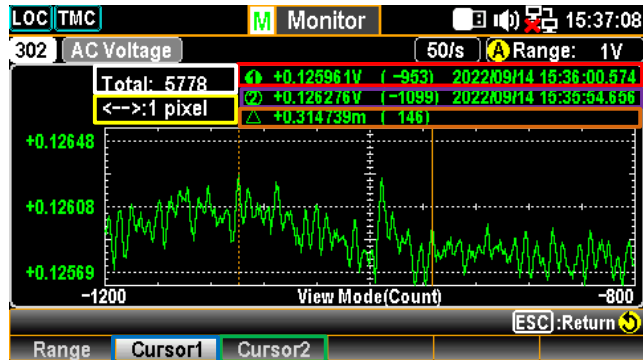 LOC TMC M Monitor 15:37:08
302 AC Voltage 50/s A Range: 1V
Total: 5778
<-->:1 pixel
① +0.125961V (-953) 2022/09/14 15:36:00.574
② +0.126276V (-1099) 2022/09/14 15:35:54.656
△ +0.314739m ( 146)
+0.12648
+0.12608
+0.12569
-1200 View Mode(Count) -800
ESC :Return
Range Cursor1 Cursor2